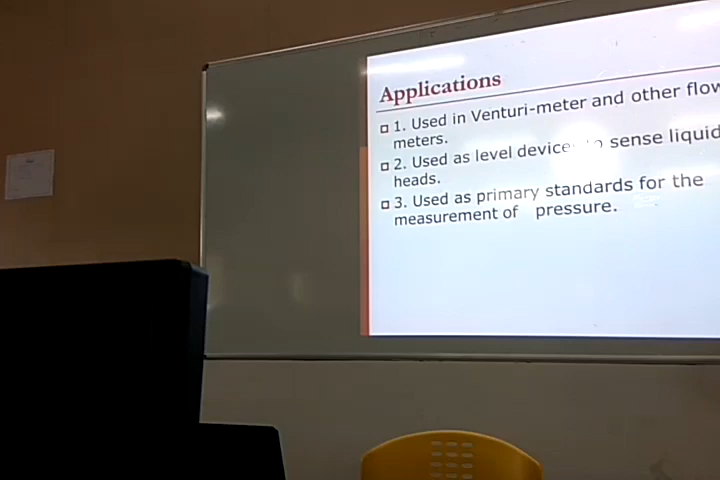 Applications
1. Used in Venturi-meter and other flow
meters.
2. Used as level device to sense liquid
heads.
3. Used as primary standards for the
measurement of pressure.